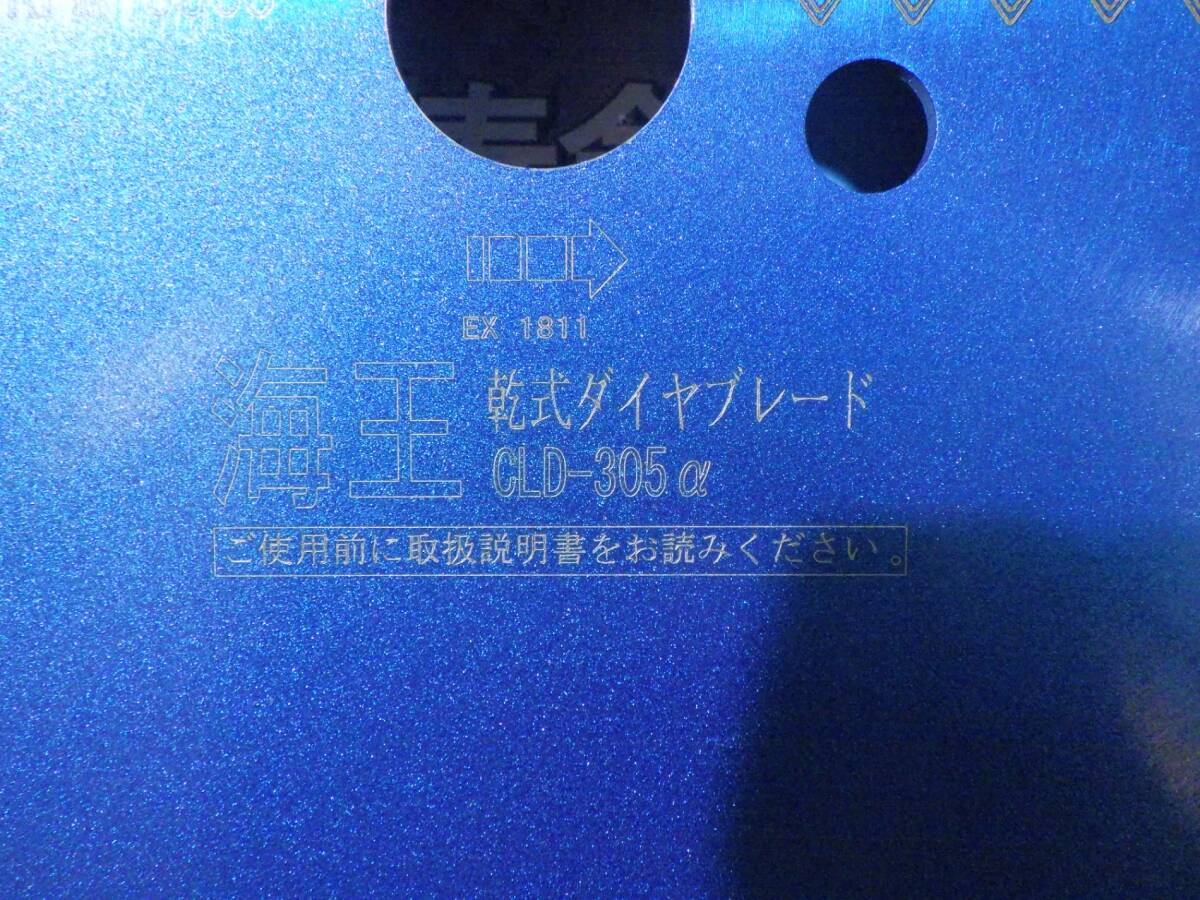 EX 1811
海王 乾式ダイヤブレード
CLD-305α
ご使用前に取扱説明書をお読みください。